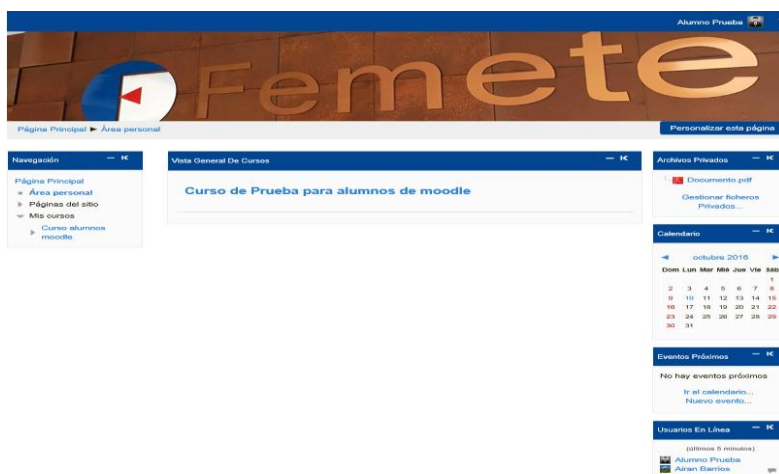 Alumno Prueba
Femete
Página Principal ► Área personal
Personalizar esta página
Navegación
Página Principal
Área personal
Páginas del sitio
Mis cursos
Curso alumnos
moodle
Vista General De Cursos
Curso de Prueba para alumnos de moodle
Archivos Privados
Documento.pdf
Gestionar ficheros
Privados...
Calendario
◄ octubre 2016 ►
Dom Lun Mar Mié Jue Vie Sáb
1
2 3 4 5 6 7 8
9 10 11 12 13 14 15
16 17 18 19 20 21 22
23 24 25 26 27 28 29
30 31
Eventos Próximos
No hay eventos próximos
Ir al calendario...
Nuevo evento...
Usuarios En Línea
(últimos 5 minutos)
Alumno Prueba
Airan Barrios